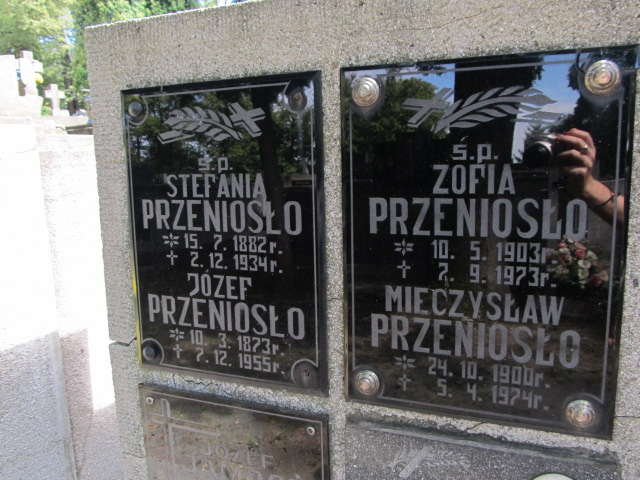 Ś.P.
STEFANIA
PRZENIOSŁO
* 15. 7. 1882r.
+ 2. 12. 1934r.
JÓZEF
PRZENIOSŁO
* 10. 3. 1873r.
+ 7. 12. 1955r.
Ś.P.
ZOFIA
PRZENIOSŁO
* 10. 5. 1903r.
+ 7. 9. 1973r.
MIECZYSŁAW
PRZENIOSŁO
* 24. 10. 1900r.
+ 5. 4. 1974r.
JÓZEF